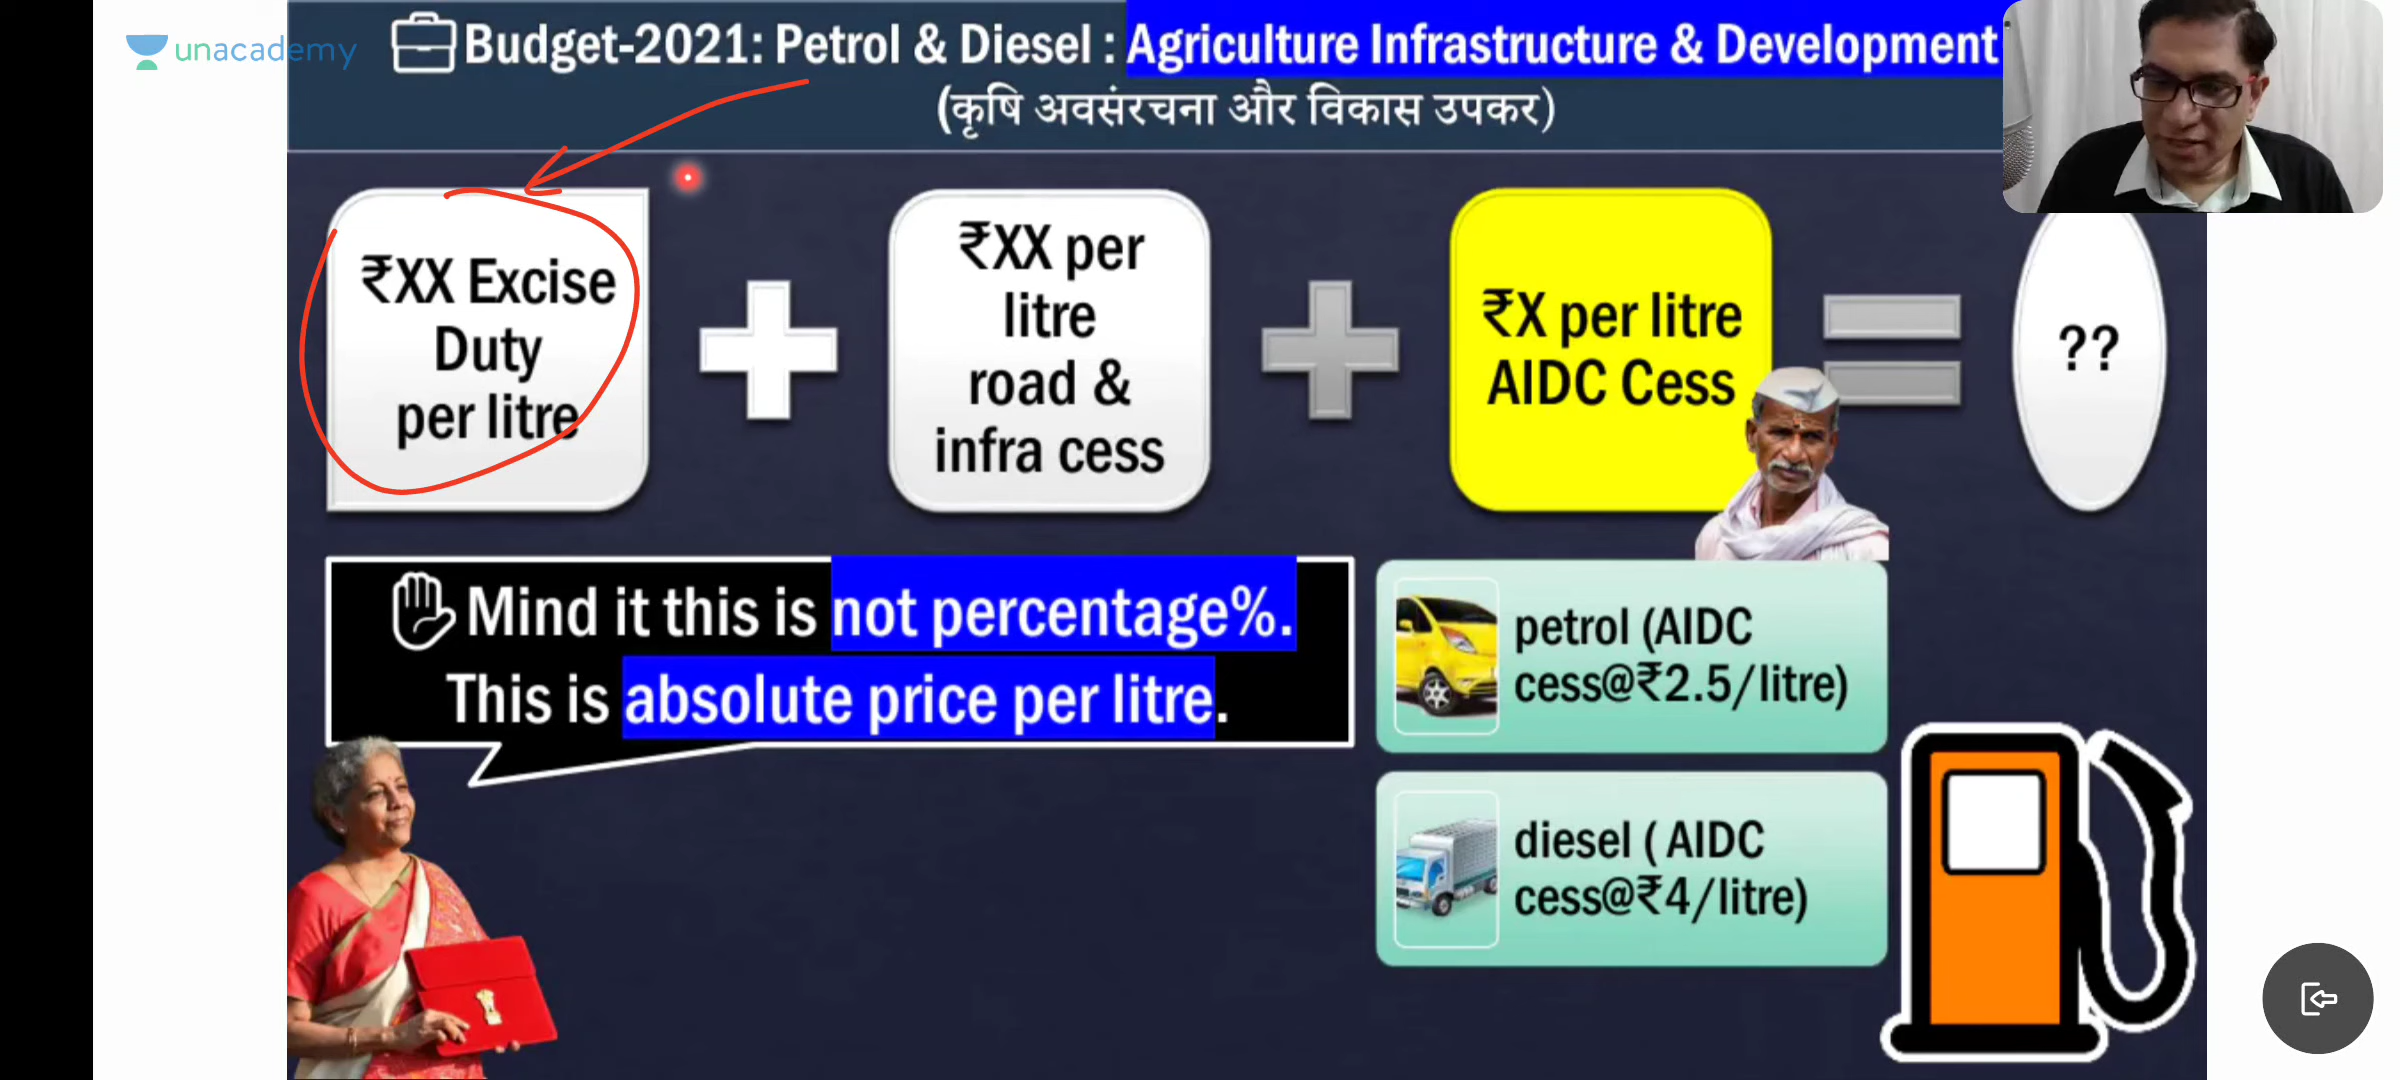 unacademy
Budget-2021: Petrol & Diesel : Agriculture Infrastructure & Development
(कृषि अवसंरचना और विकास उपकर)
₹XX Excise
Duty
per litre
₹XX per
litre
road &
infra cess
₹X per litre
AIDC Cess
??
Mind it this is not percentage%.
This is absolute price per litre.
petrol (AIDC
cess@₹2.5/litre)
diesel ( AIDC
cess@₹4/litre)